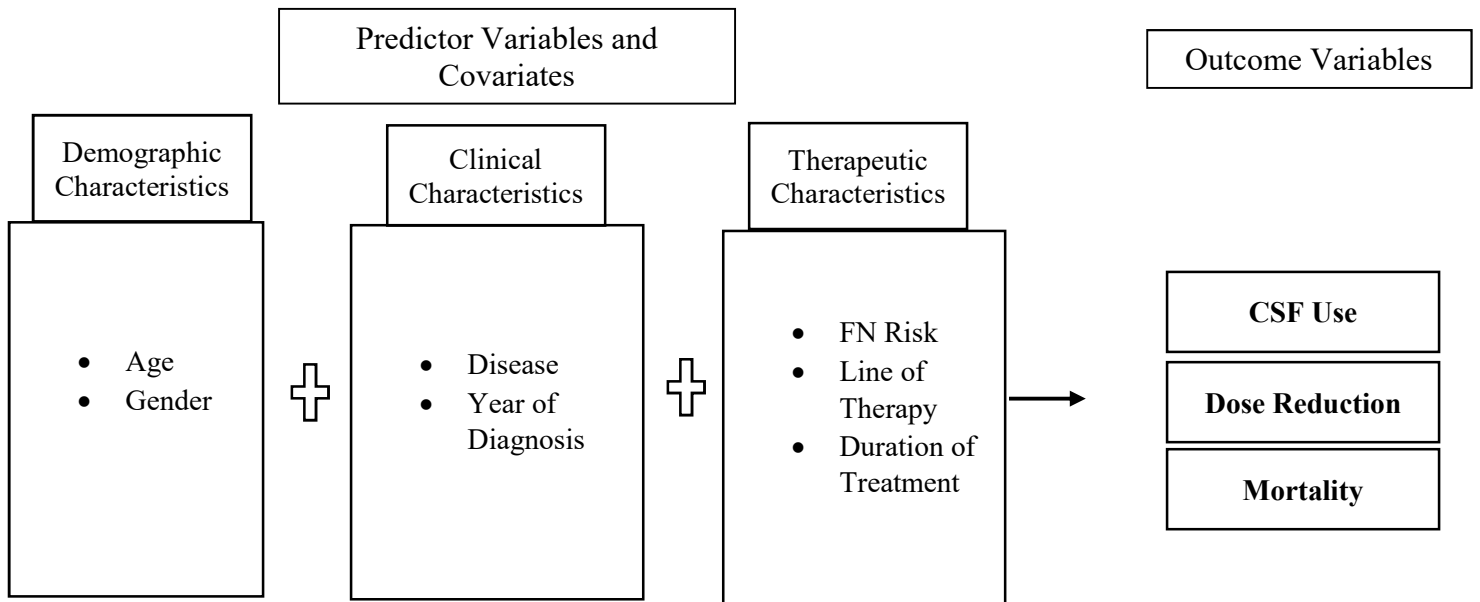 Predictor Variables and
Covariates
Outcome Variables
Demographic
Characteristics
Clinical
Characteristics
Therapeutic
Characteristics
• Age
• Gender
• Disease
• Year of
Diagnosis
• FN Risk
• Line of
Therapy
• Duration of
Treatment
CSF Use
Dose Reduction
Mortality